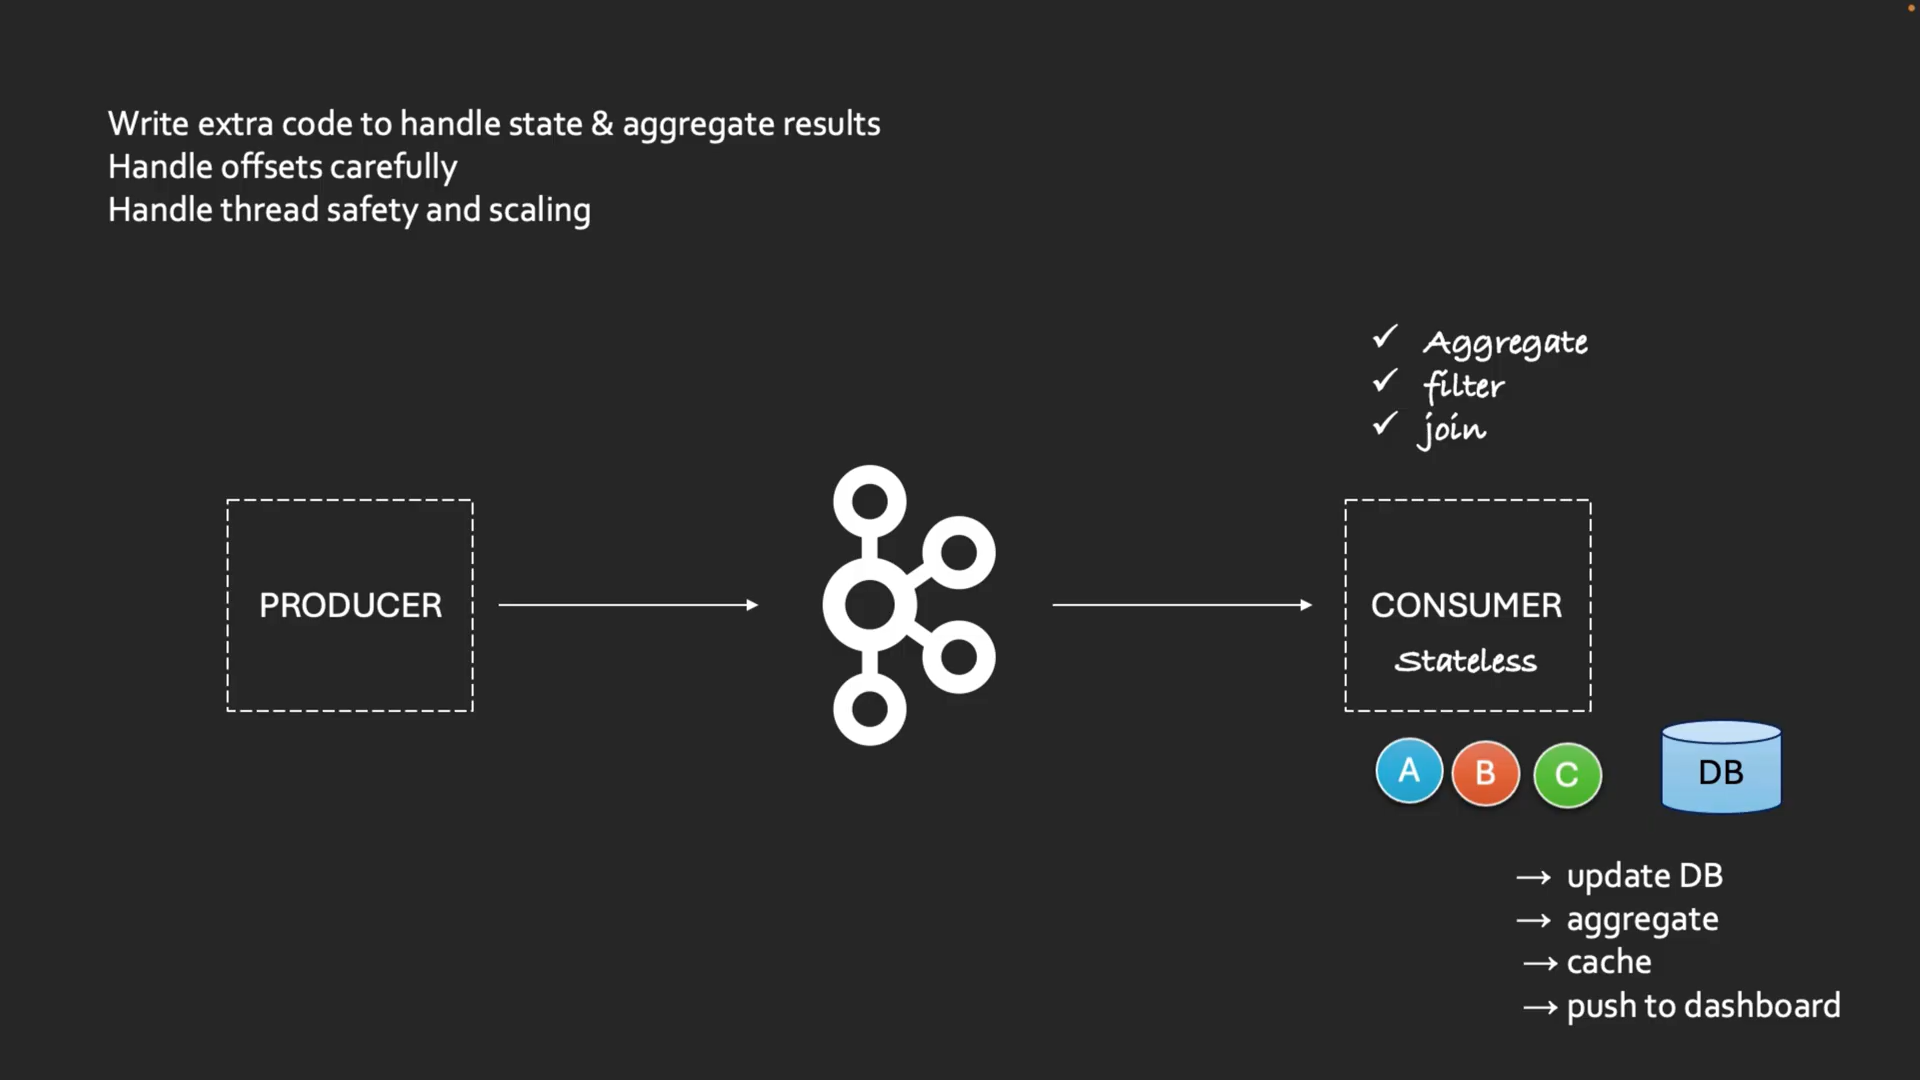 Write extra code to handle state & aggregate results
Handle offsets carefully
Handle thread safety and scaling
✓ Aggregate
✓ filter
✓ join
PRODUCER
CONSUMER
Stateless
A B C
DB
→ update DB
→ aggregate
→ cache
→ push to dashboard